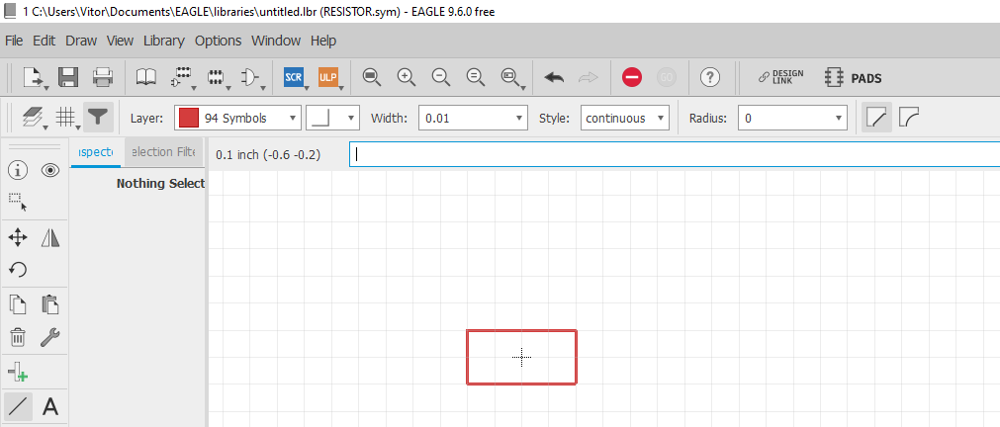 1 C:\Users\Vitor\Documents\EAGLE\libraries\untitled.lbr (RESISTOR.sym) - EAGLE 9.6.0 free
File Edit Draw View Library Options Window Help
SCR ULP DESIGN LINK PADS
Layer: 94 Symbols Width: 0.01 Style: continuous Radius: 0
nspect election Filte 0.1 inch (-0.6 -0.2)
Nothing Select
A